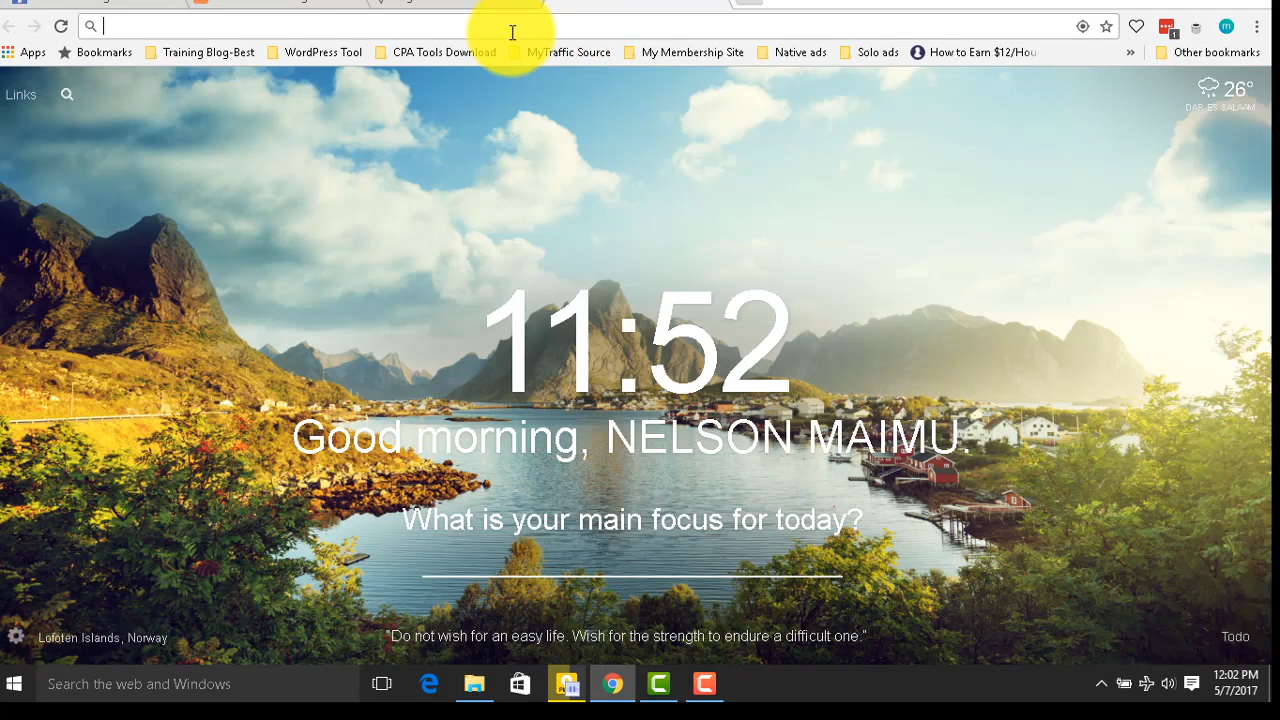 Apps Bookmarks Training Blog-Best WordPress Tool CPA Tools Download MyTraffic Source My Membership Site Native ads Solo ads How to Earn $12/Hou » Other bookmarks
1 m
Links
26°
DAR ES SALAAM
11:52
Good morning, NELSON MAIMU.
What is your main focus for today?
Lofoten Islands, Norway
"Do not wish for an easy life. Wish for the strength to endure a difficult one."
Todo
Search the web and Windows
12:02 PM
5/7/2017